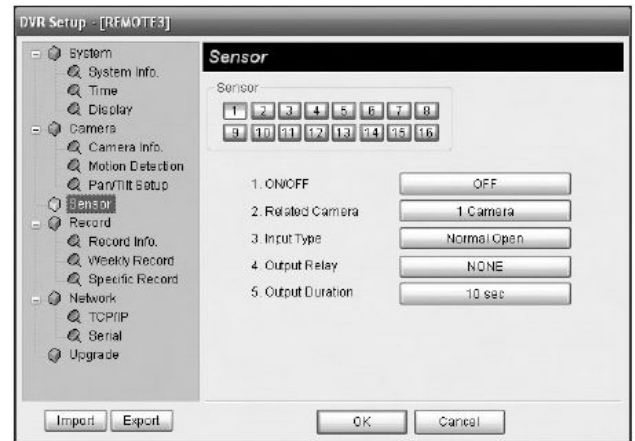 DVR Setup - [REMOTE3]
System
System Info.
Time
Display
Camera
Camera Info.
Motion Detection
Pan/Tilt Setup
Sensor
Record
Record Info.
Weekly Record
Specific Record
Network
TCP/IP
Serial
Upgrade
Import Export
Sensor
Sensor
1 2 3 4 5 6 7 8
9 10 11 12 13 14 15 16
1. ON/OFF OFF
2. Related Camera 1 Camera
3. Input Type Normal Open
4. Output Relay NONE
5. Output Duration 10 sec
OK Cancel